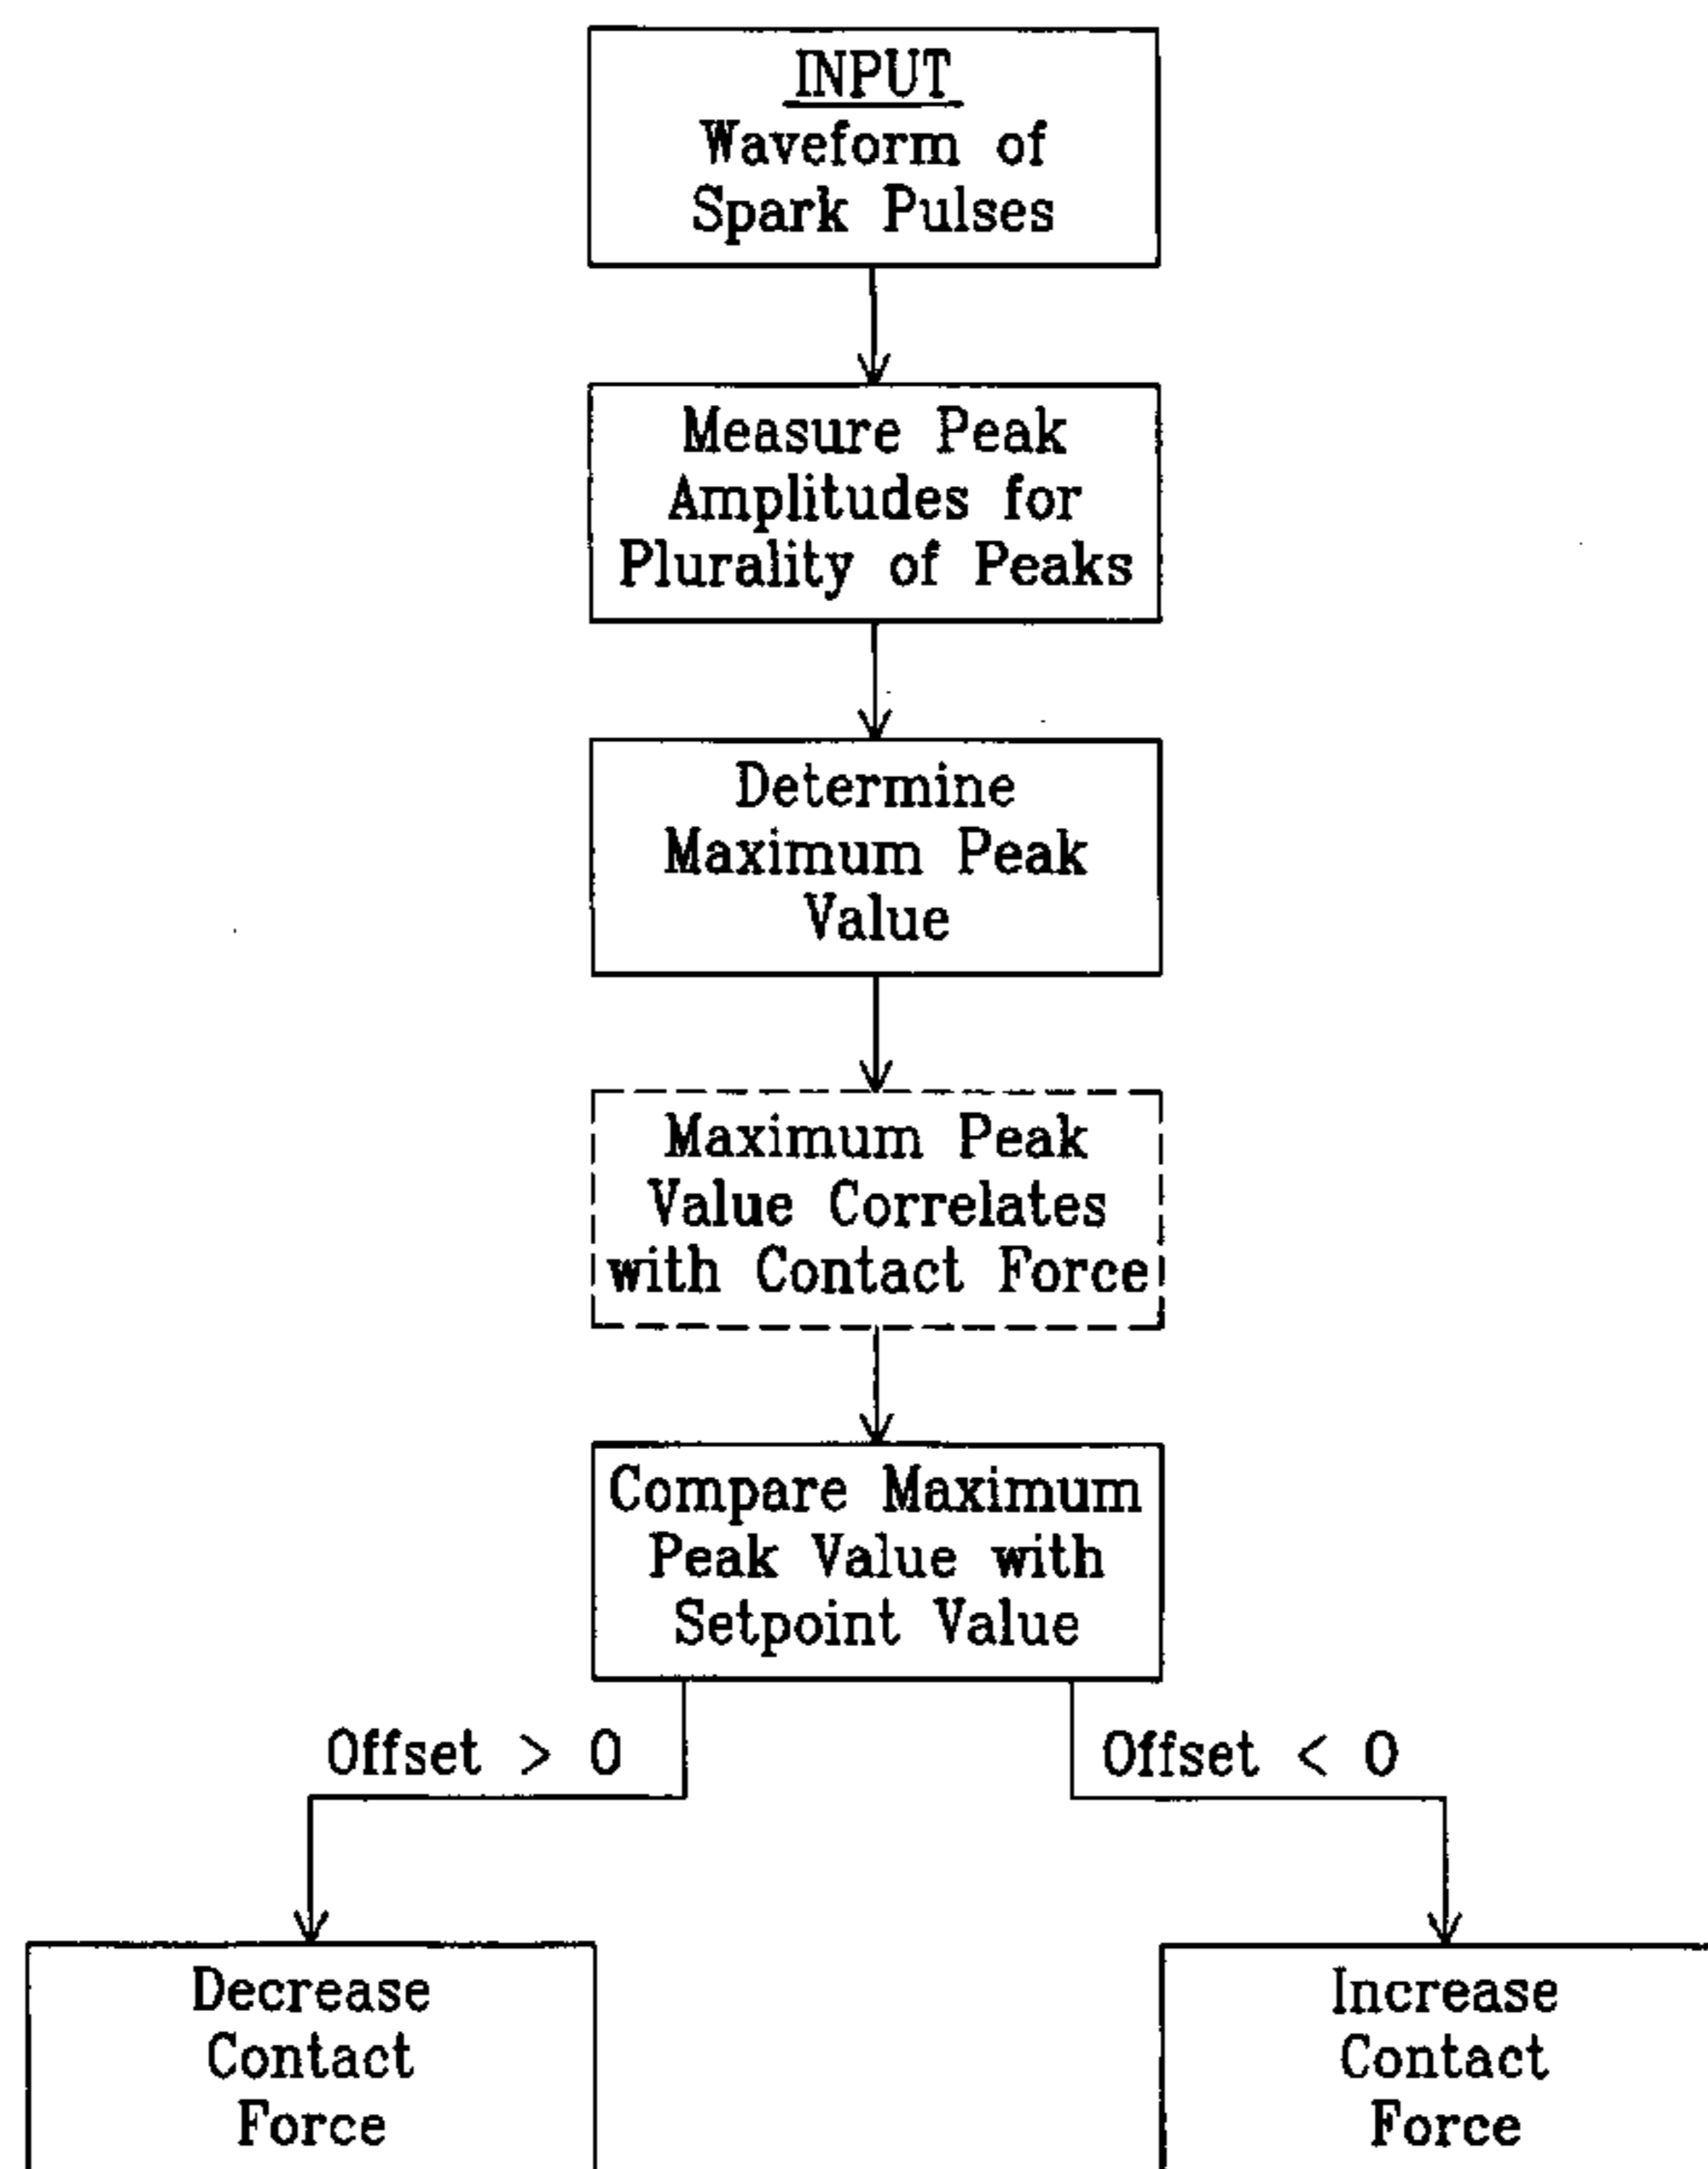 INPUT
Waveform of
Spark Pulses
Measure Peak
Amplitudes for
Plurality of Peaks
Determine
Maximum Peak
Value
Maximum Peak
Value Correlates
with Contact Force
Compare Maximum
Peak Value with
Setpoint Value
Offset > 0
Offset < 0
Decrease
Contact
Force
Increase
Contact
Force